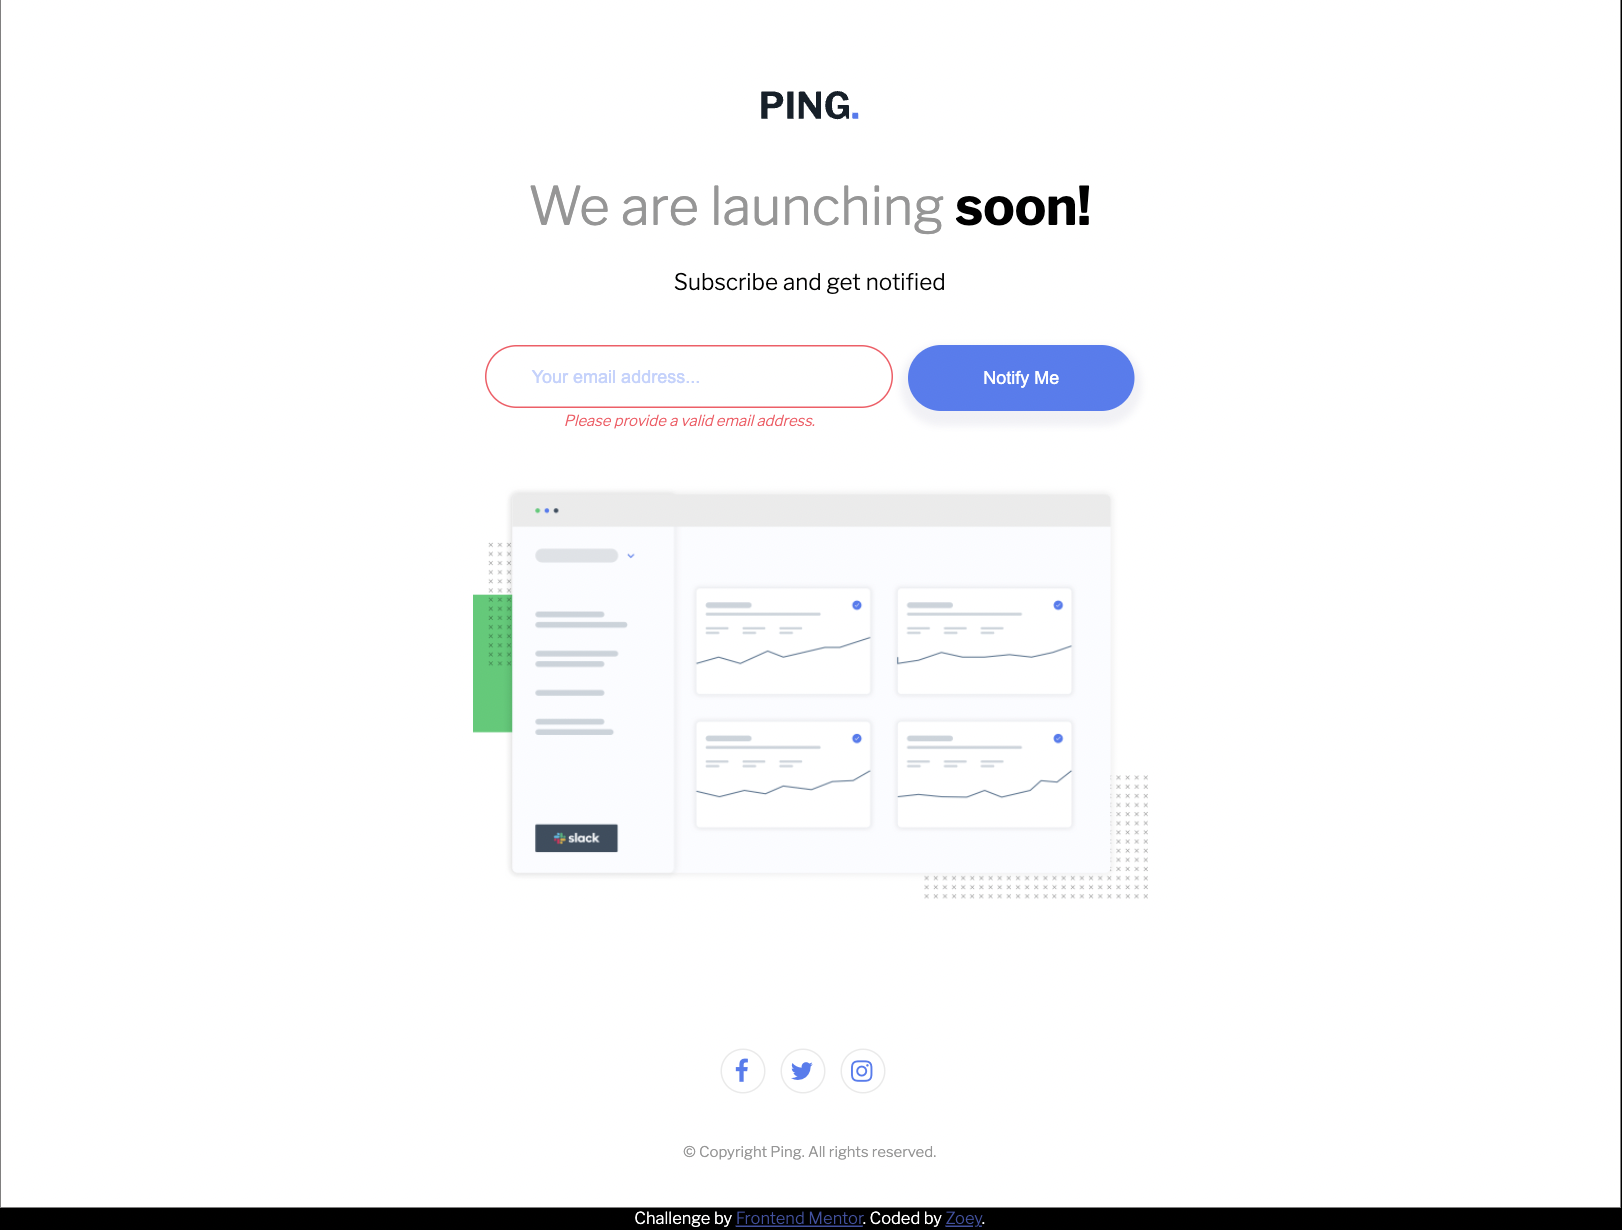 PING.
We are launching soon!
Subscribe and get notified
Your email address...
Notify Me
Please provide a valid email address.
slack
© Copyright Ping. All rights reserved.
Challenge by Frontend Mentor. Coded by Zoey.